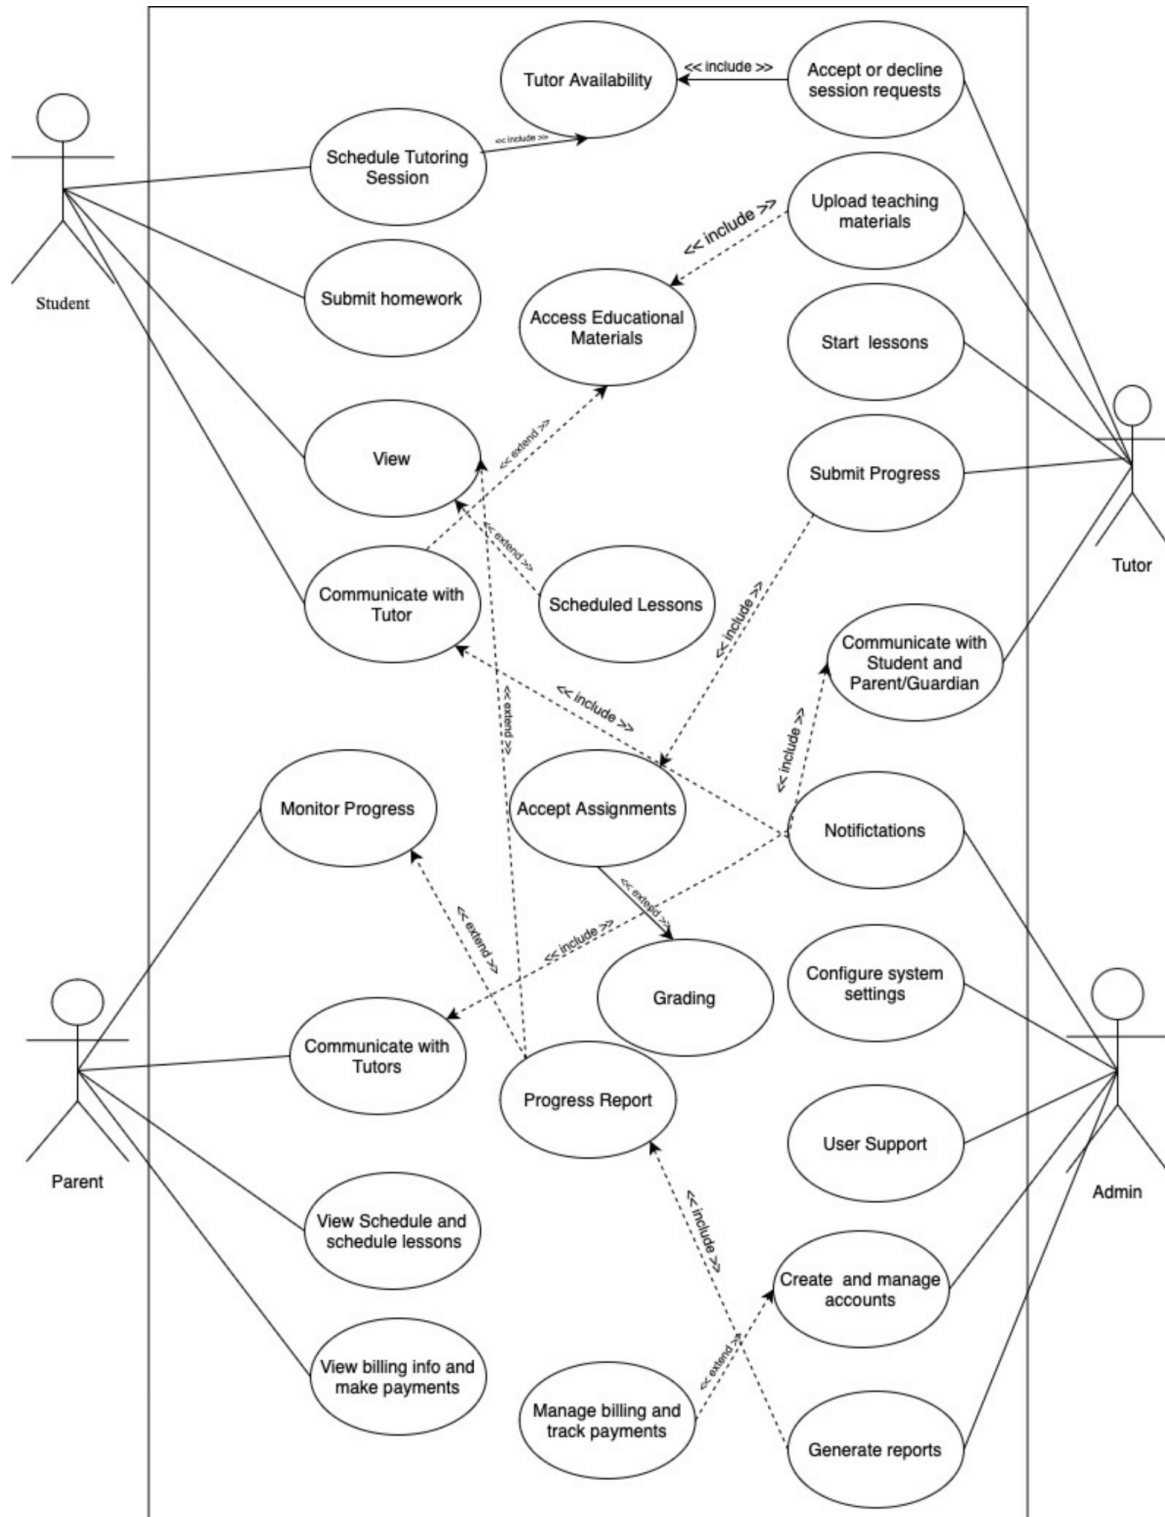 Tutor Availability
<< include >>
Accept or decline
session requests
<< include >>
Schedule Tutoring
Session
Student
Upload teaching
materials
<< include >>
Submit homework
Access Educational
Materials
Start  lessons
<< extend >>
View
Submit Progress
<< extend >>
Tutor
Communicate with
Tutor
Scheduled Lessons
<< include >>
Communicate with
Student and
Parent/Guardian
<< include >>
<< extend >>
<< include >>
Monitor Progress
Accept Assignments
Notifictations
<< extend >>
<< extend >>
<< include >>
Configure system
settings
Grading
Communicate with
Tutors
Progress Report
User Support
Parent
Admin
View Schedule and
schedule lessons
<< include >>
Create  and manage
accounts
<< extend >>
View billing info and
make payments
Manage billing and
track payments
Generate reports